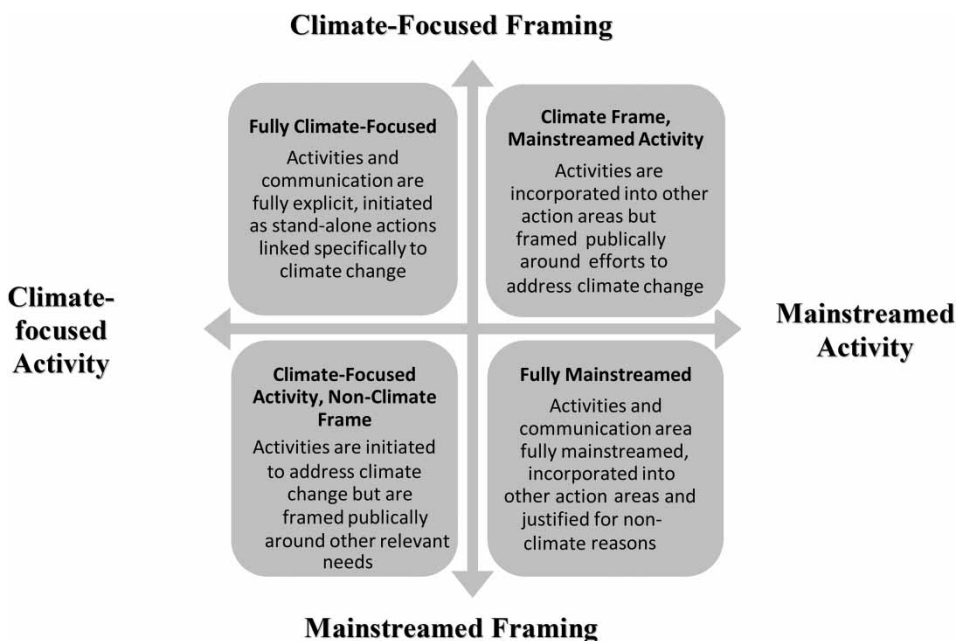 Climate-Focused Framing
Fully Climate-Focused
Activities and
communication are
fully explicit, initiated
as stand-alone actions
linked specifically to
climate change
Climate Frame,
Mainstreamed Activity
Activities are
incorporated into other
action areas but
framed publically
around efforts to
address climate change
Climate-
focused
Activity
Mainstreamed
Activity
Climate-Focused
Activity, Non-Climate
Frame
Activities are initiated
to address climate
change but are
framed publically
around other relevant
needs
Fully Mainstreamed
Activities and
communication area
fully mainstreamed,
incorporated into
other action areas and
justified for non-
climate reasons
Mainstreamed Framing